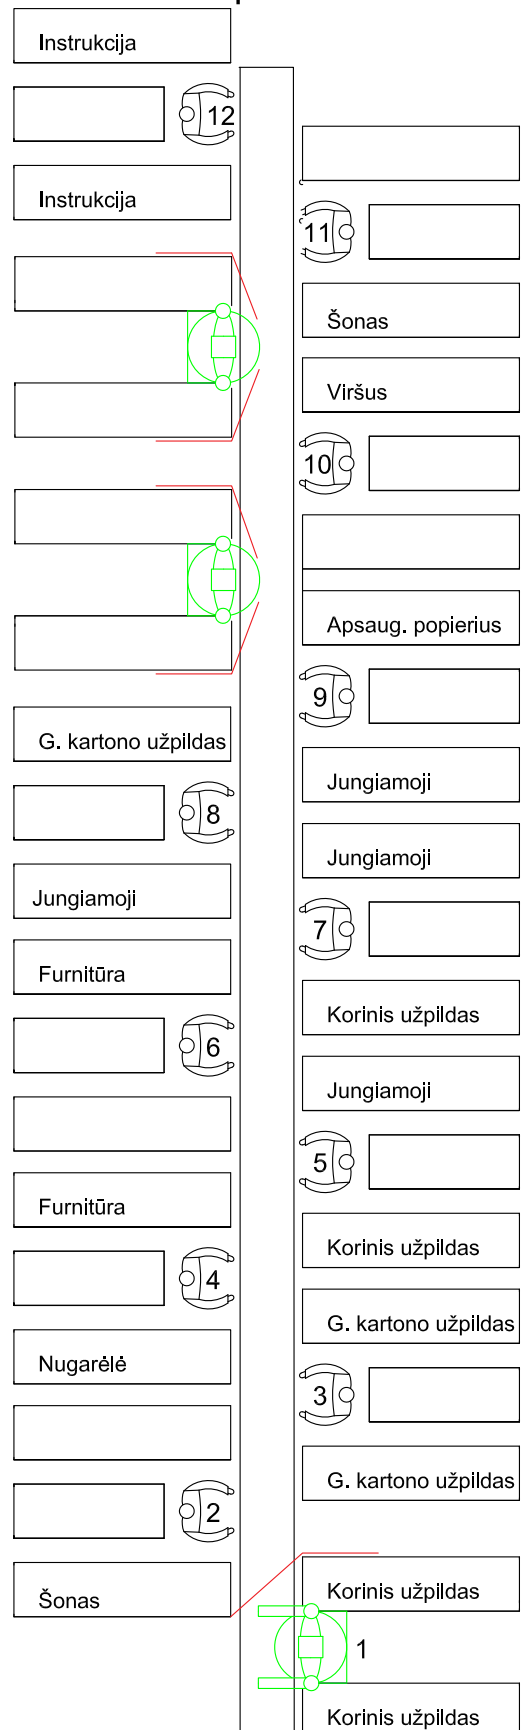 Instrukcija
12
Instrukcija
11
Šonas
Viršus
10
Apsaug. popierius
9
G. kartono užpildas
Jungiamoji
8
Jungiamoji
Jungiamoji
7
Furnitūra
Korinis užpildas
6
Jungiamoji
5
Furnitūra
Korinis užpildas
4
G. kartono užpildas
Nugarėlė
3
G. kartono užpildas
2
Šonas
Korinis užpildas
1
Korinis užpildas